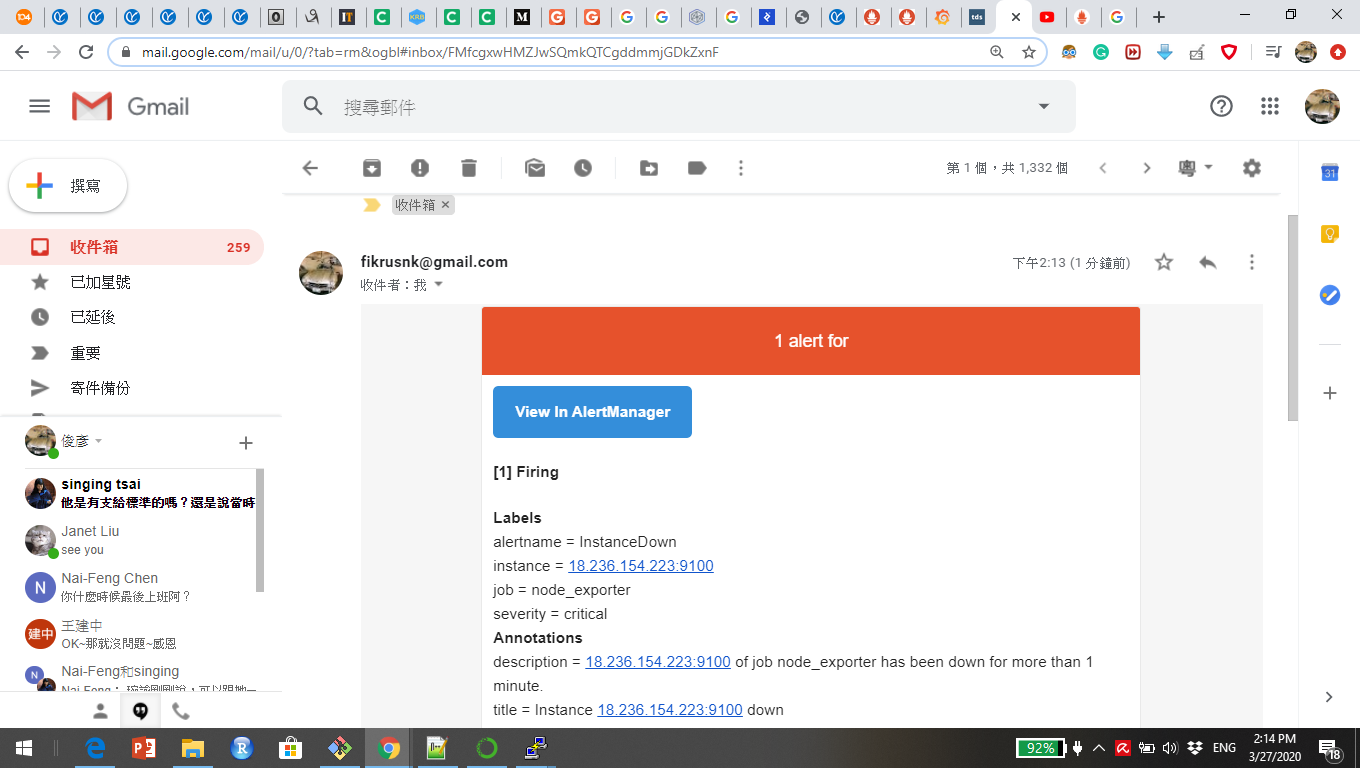 mail.google.com/mail/u/0/?tab=rm&ogbl#inbox/FMfcgxwHMZJwSQmkQTCgddmmjGDkZxnF
Gmail
搜尋郵件
撰寫
第 1 個，共 1,332 個
收件箱
收件箱 259
已加星號
已延後
重要
寄件備份
fikrusnk@gmail.com
下午2:13 (1 分鐘前)
收件者：我
1 alert for
View In AlertManager
[1] Firing
Labels
alertname = InstanceDown
instance = 18.236.154.223:9100
job = node_exporter
severity = critical
Annotations
description = 18.236.154.223:9100 of job node_exporter has been down for more than 1
minute.
title = Instance 18.236.154.223:9100 down
俊彥
singing tsai
他是有支給標準的嗎？還是說當時
Janet Liu
see you
N
Nai-Feng Chen
你什麼時候最後上班阿？
建中
王建中
OK~那就沒問題~感恩
N
Nai-Feng和singing
31
92%
ENG
2:14 PM
3/27/2020
18